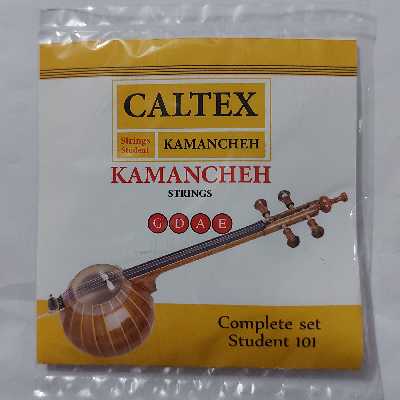 CALTEX
Strings
Student
KAMANCHEH
KAMANCHEH
STRINGS
G D A E
Complete set
Student 101